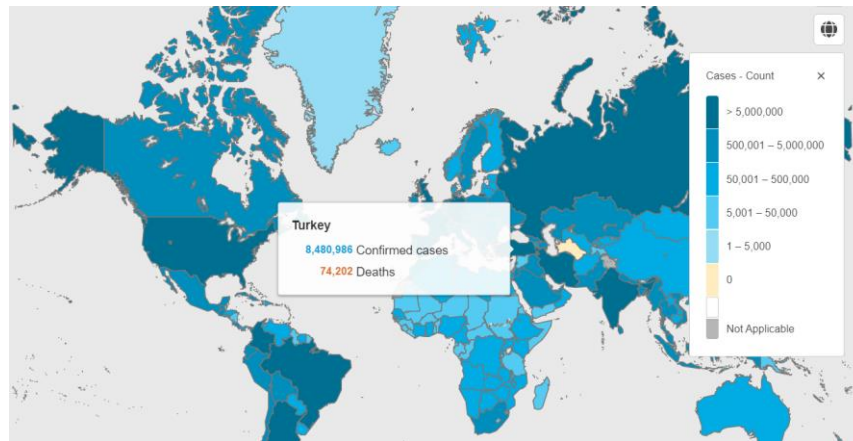 Cases - Count ×
> 5,000,000
500,001 – 5,000,000
50,001 – 500,000
5,001 – 50,000
1 – 5,000
0
Not Applicable
Turkey
8,480,986 Confirmed cases
74,202 Deaths